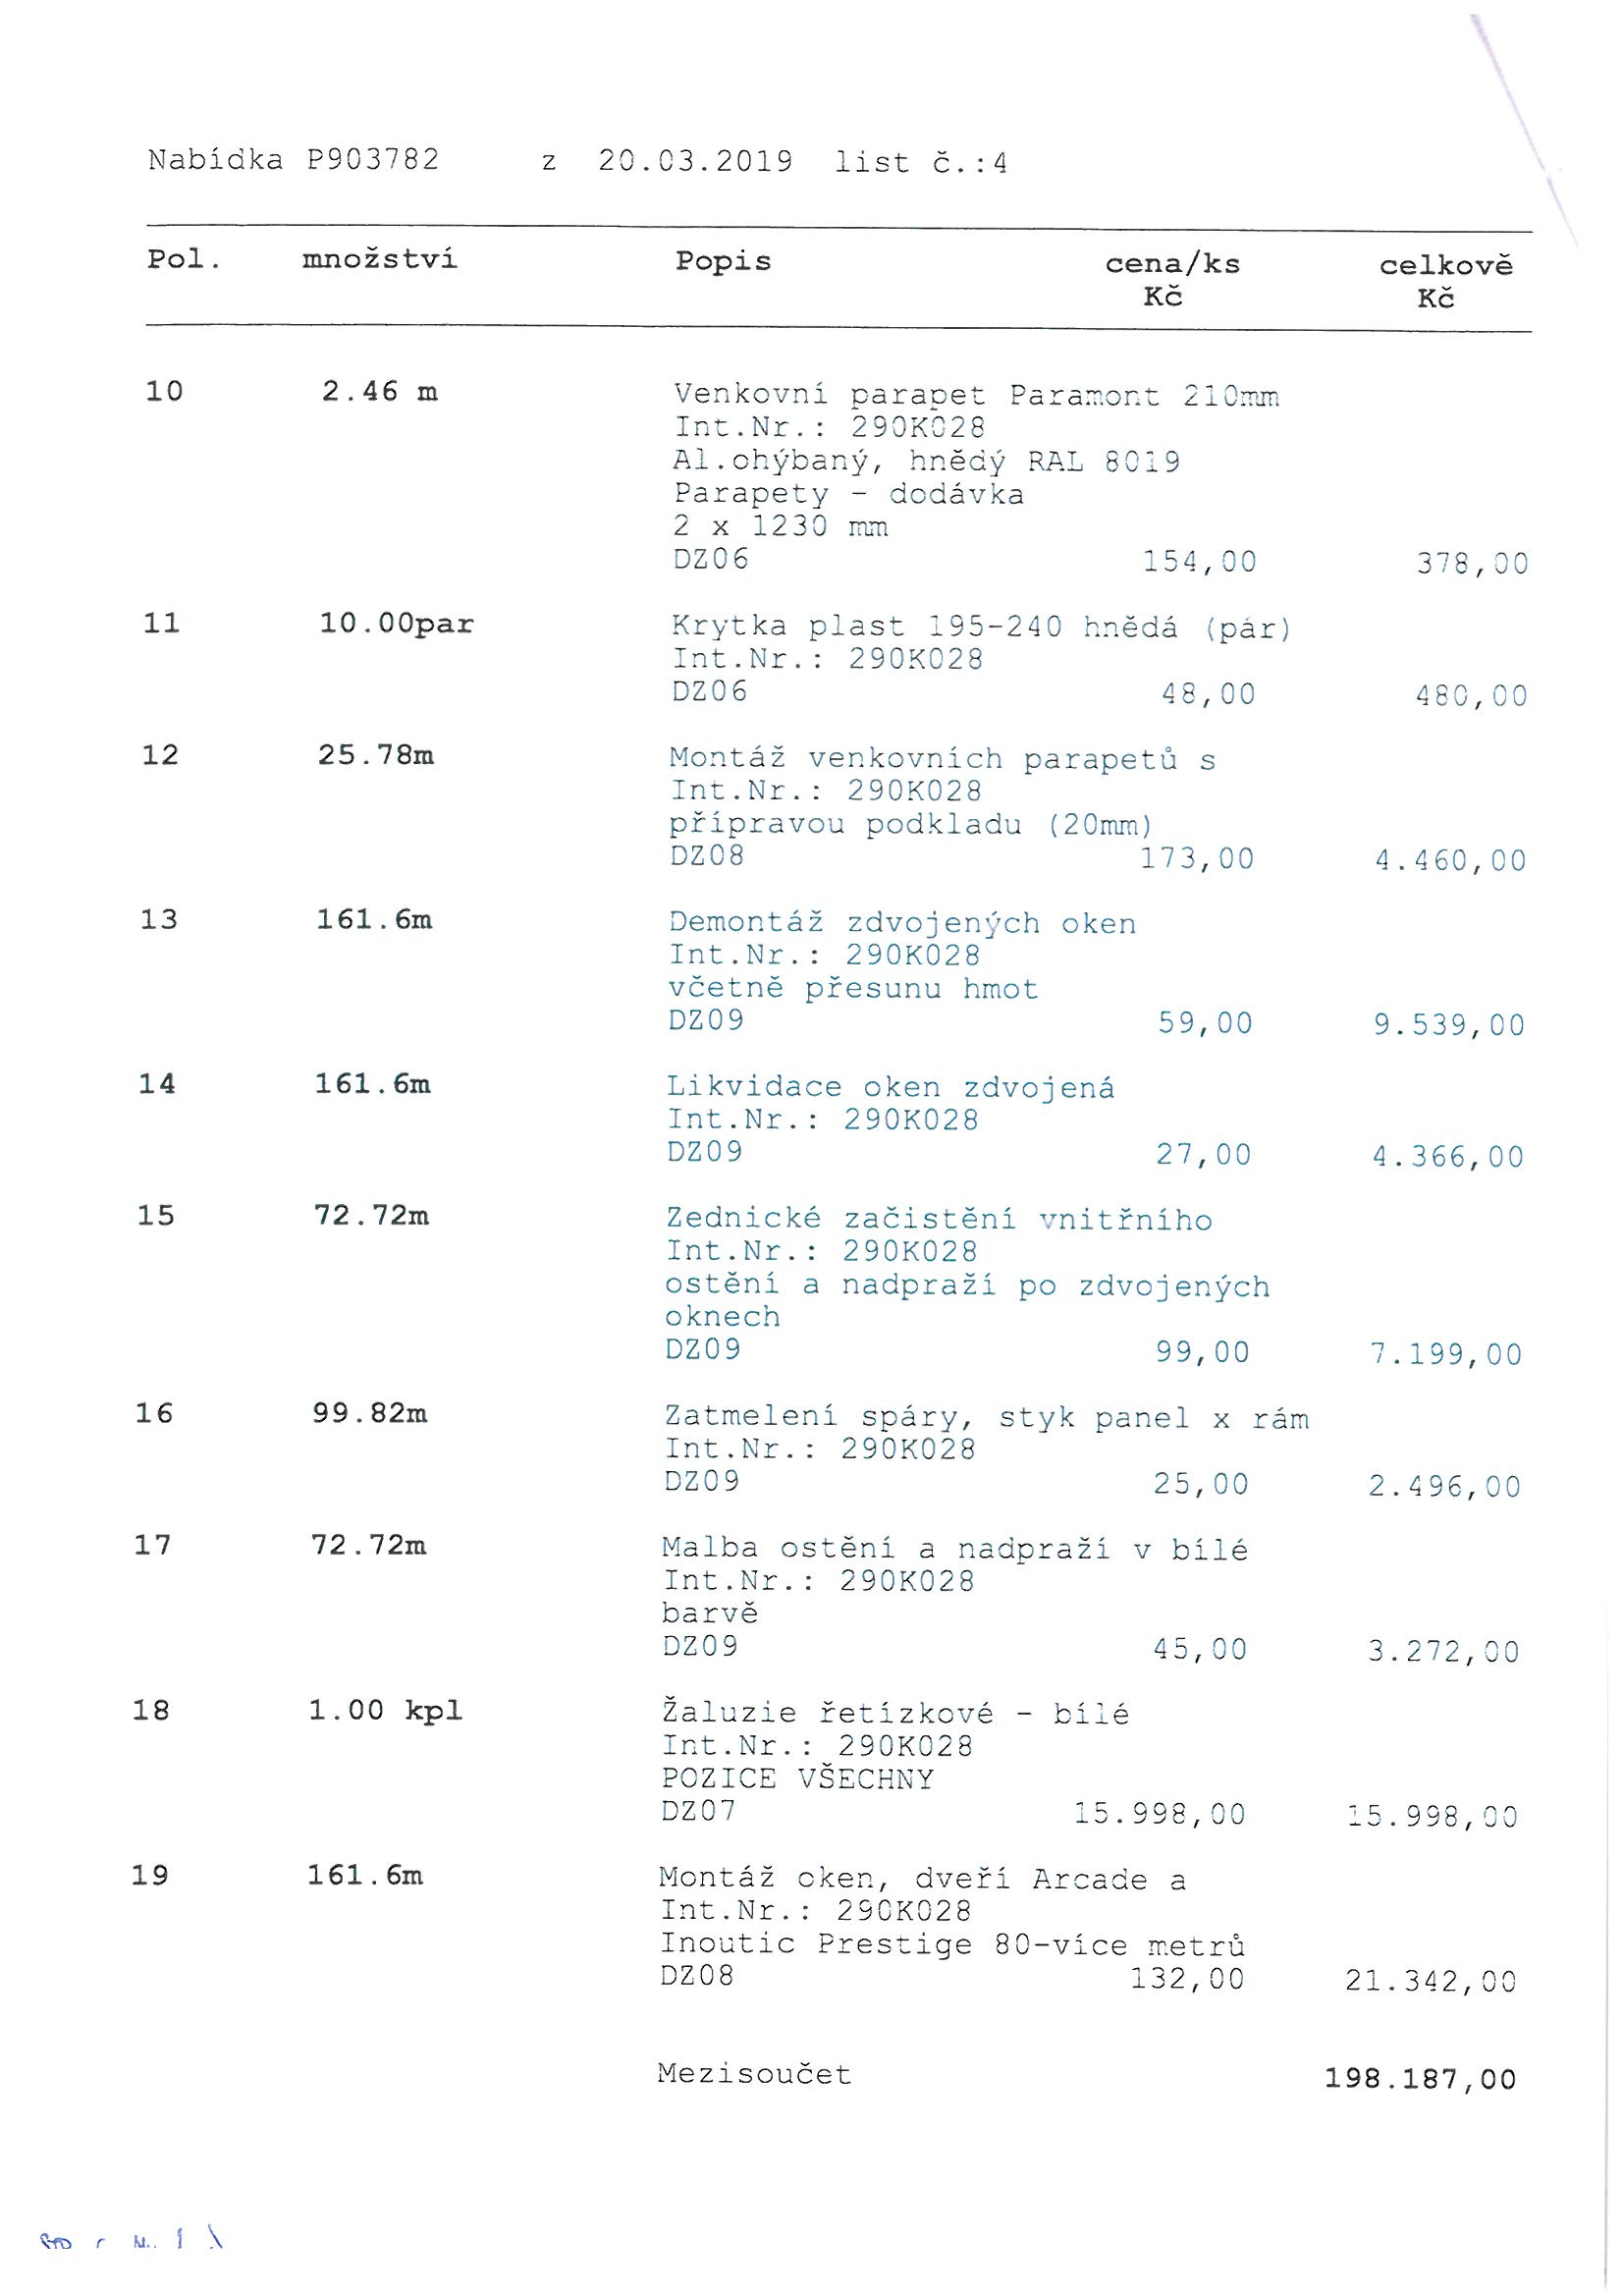 Nabídka P903782 z 20.03.2019 list č.:4
Pol. množství Popis cena/ks celkově
Kč Kč
10 2.46 m Venkovní parapet Paramont 210mm
Int.Nr.: 290K028
Al.ohýbaný, hnědý RAL 8019
Parapety - dodávka
2 x 1230 mm
DZ06 154,00 378,00
11 10.00par Krytka plast 195-240 hnědá (pár)
Int.Nr.: 290K028
DZ06 48,00 480,00
12 25.78m Montáž venkovních parapetů s
Int.Nr.: 290K028
přípravou podkladu (20mm)
DZ08 173,00 4.460,00
13 161.6m Demontáž zdvojených oken
Int.Nr.: 290K028
včetně přesunu hmot
DZ09 59,00 9.539,00
14 161.6m Likvidace oken zdvojená
Int.Nr.: 290K028
DZ09 27,00 4.366,00
15 72.72m Zednické začistění vnitřního
Int.Nr.: 290K028
ostění a nadpraží po zdvojených
oknech
DZ09 99,00 7.199,00
16 99.82m Zatmelení spáry, styk panel x rám
Int.Nr.: 290K028
DZ09 25,00 2.496,00
17 72.72m Malba ostění a nadpraží v bílé
Int.Nr.: 290K028
barvě
DZ09 45,00 3.272,00
18 1.00 kpl Žaluzie řetízkové - bílé
Int.Nr.: 290K028
POZICE VŠECHNY
DZ07 15.998,00 15.998,00
19 161.6m Montáž oken, dveří Arcade a
Int.Nr.: 290K028
Inoutic Prestige 80-více metrů
DZ08 132,00 21.342,00
Mezisoučet 198.187,00